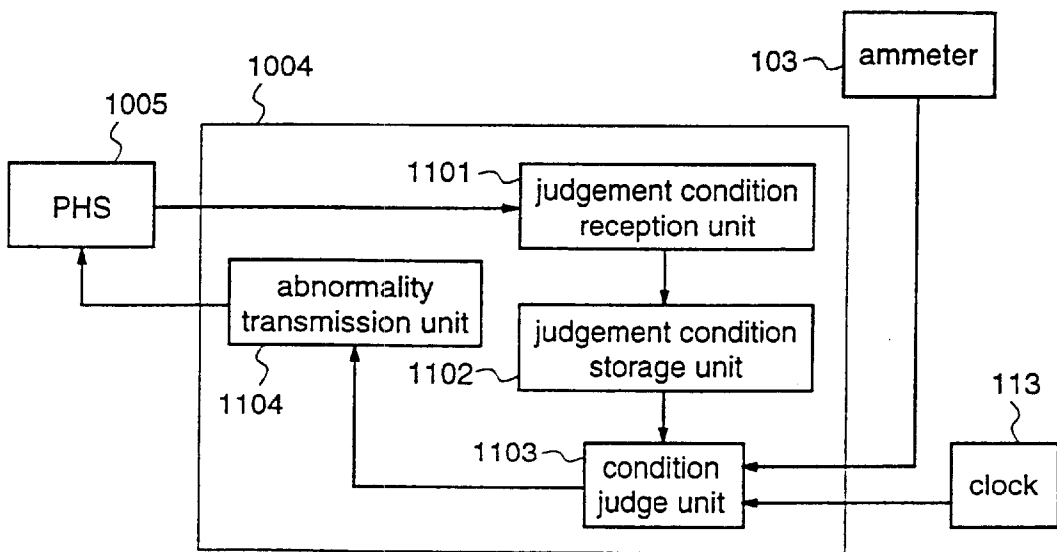 1004
103
ammeter
1005
PHS
1101
judgement condition
reception unit
abnormality
transmission unit
1104
judgement condition
storage unit
1102
113
1103
condition
judge unit
clock